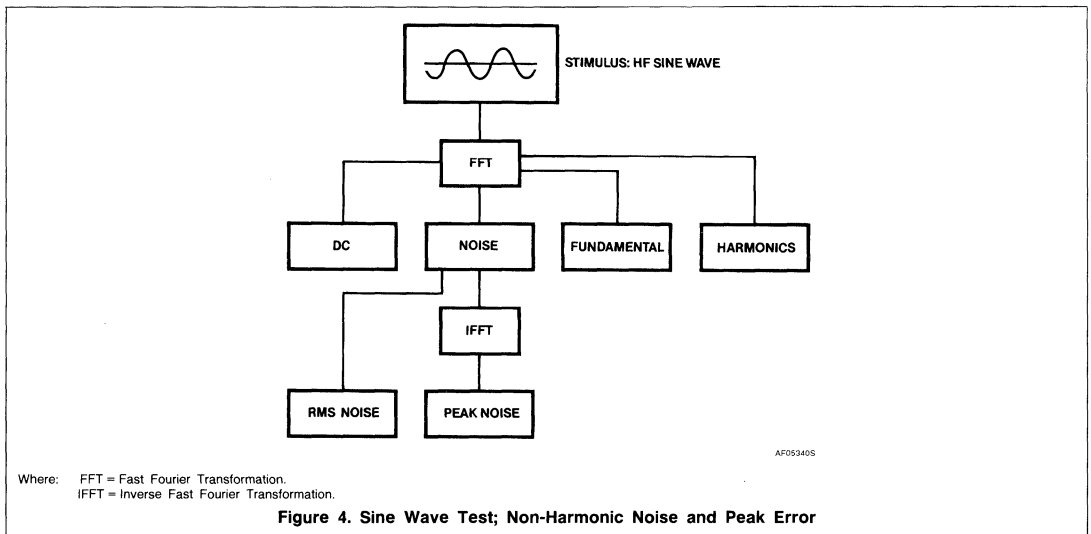 STIMULUS: HF SINE WAVE
FFT
DC
NOISE
FUNDAMENTAL
HARMONICS
IFFT
RMS NOISE
PEAK NOISE
AF05340S
Where: FFT = Fast Fourier Transformation.
IFFT = Inverse Fast Fourier Transformation.
Figure 4. Sine Wave Test; Non-Harmonic Noise and Peak Error